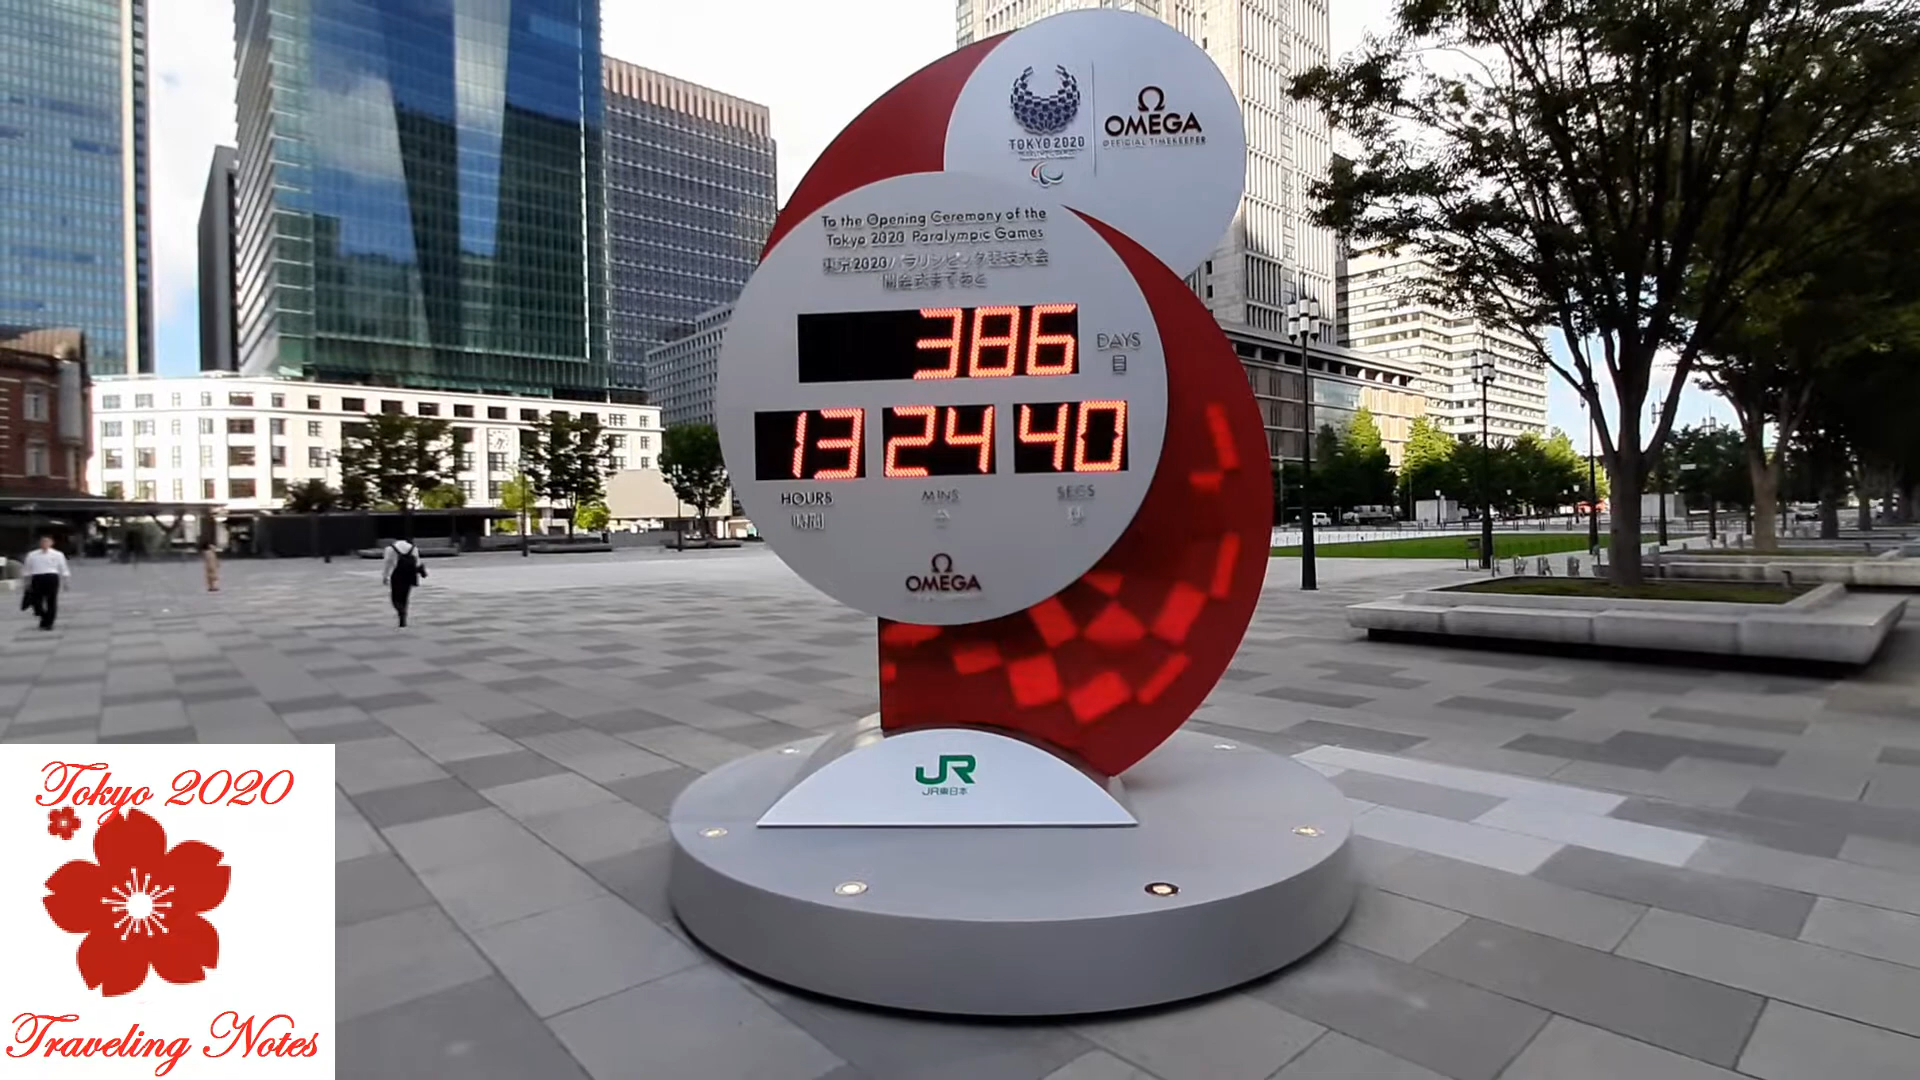 TOKYO 2020
PARALYMPIC GAMES
OMEGA
OFFICIAL TIMEKEEPER
To the Opening Ceremony of the
Tokyo 2020 Paralympic Games
東京2020パラリンピック競技大会
開会式まであと
386
DAYS
日
13 24 40
HOURS MINS SECS
時間 分 秒
OMEGA
JR
JR東日本
Tokyo 2020
Traveling Notes